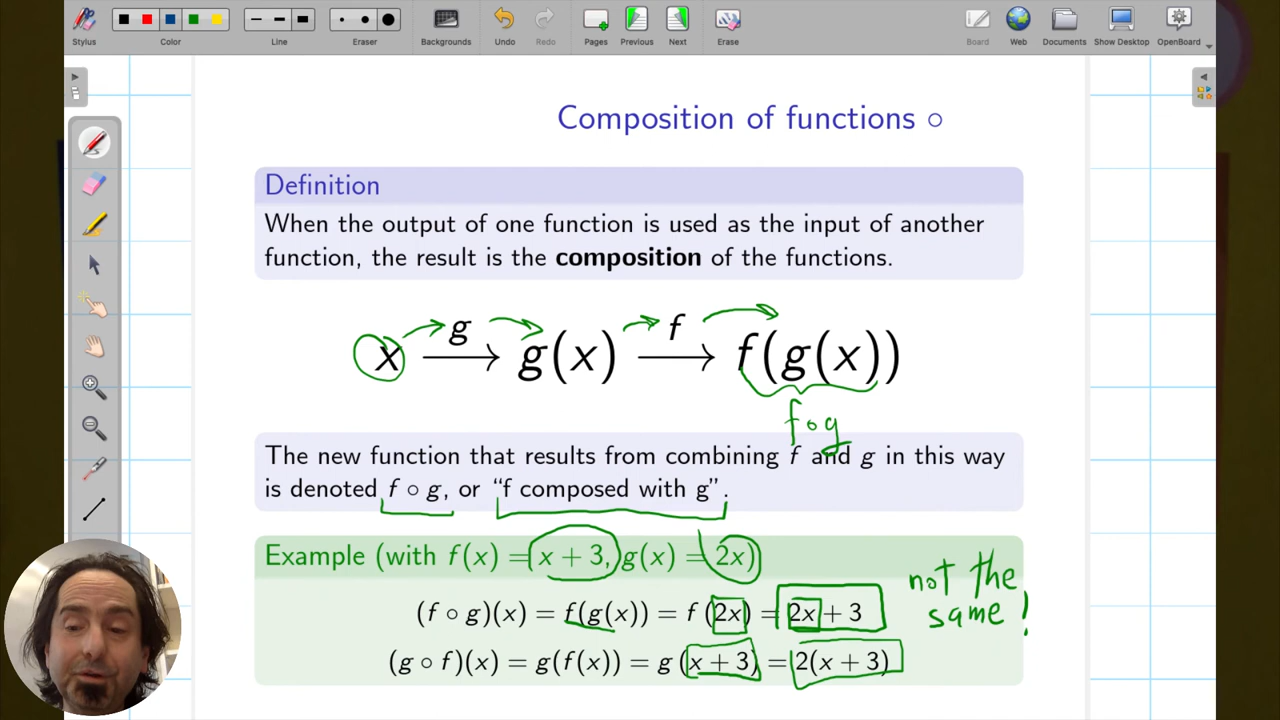 Stylus Color Line Eraser Backgrounds Undo Redo Pages Previous Next Erase Board Web Documents Show Desktop OpenBoard
Composition of functions ∘
Definition
When the output of one function is used as the input of another
function, the result is the composition of the functions.
x g g(x) f f(g(x))
f∘g
The new function that results from combining f and g in this way
is denoted f ∘ g, or “f composed with g”.
Example (with f(x) = x + 3, g(x) = 2x)
(f ∘ g)(x) = f(g(x)) = f (2x) = 2x + 3
(g ∘ f)(x) = g(f(x)) = g (x + 3) = 2(x + 3)
not the
same!